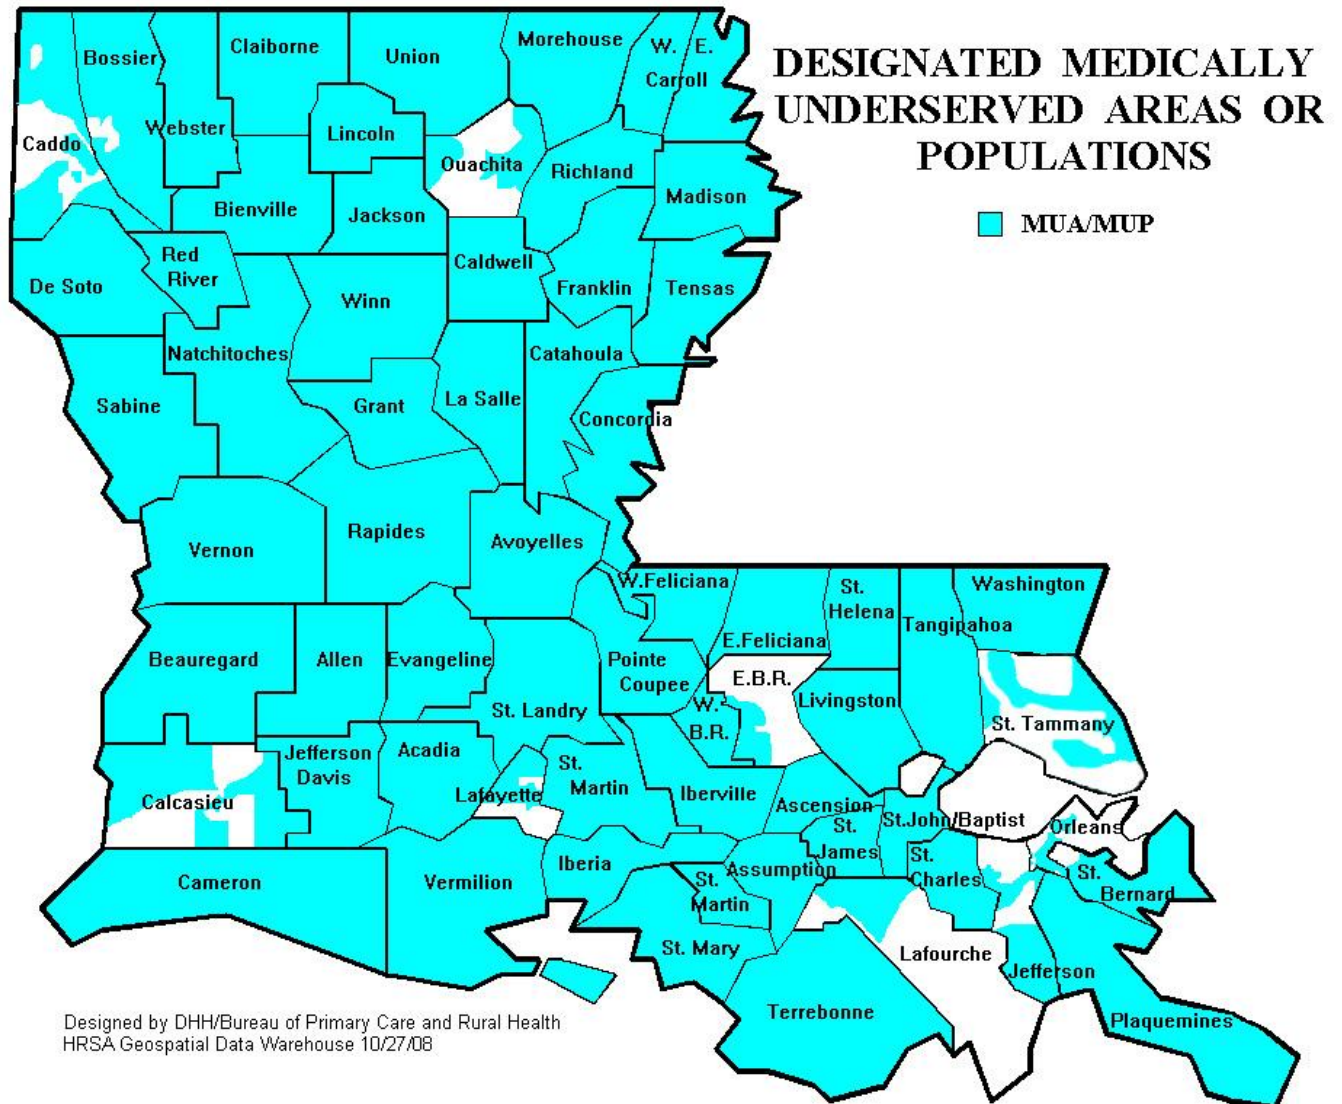 DESIGNATED MEDICALLY
UNDERSERVED AREAS OR
POPULATIONS
MUA/MUP
Bossier
Claiborne
Union
Morehouse
W.
E.
Carroll
Caddo
Webster
Lincoln
Ouachita
Richland
Madison
Bienville
Jackson
Red
River
Caldwell
De Soto
Winn
Franklin
Tensas
Natchitoches
Catahoula
Sabine
Grant
La Salle
Concordia
Vernon
Rapides
Avoyelles
W.Feliciana
St.
Helena
Washington
Tangipahoa
E.Feliciana
Beauregard
Allen
Evangeline
Pointe
Coupee
E.B.R.
Livingston
W.
B.R.
St. Landry
St. Tammany
Jefferson
Davis
Acadia
St.
Martin
Calcasieu
Lafayette
Iberville
Ascension
St.John/Baptist
Orleans
St.
James
Iberia
Assumption
St.
Charles
St.
Bernard
Cameron
Vermilion
St.
Martin
St. Mary
Lafourche
Jefferson
Terrebonne
Plaquemines
Designed by DHH/Bureau of Primary Care and Rural Health
HRSA Geospatial Data Warehouse 10/27/08